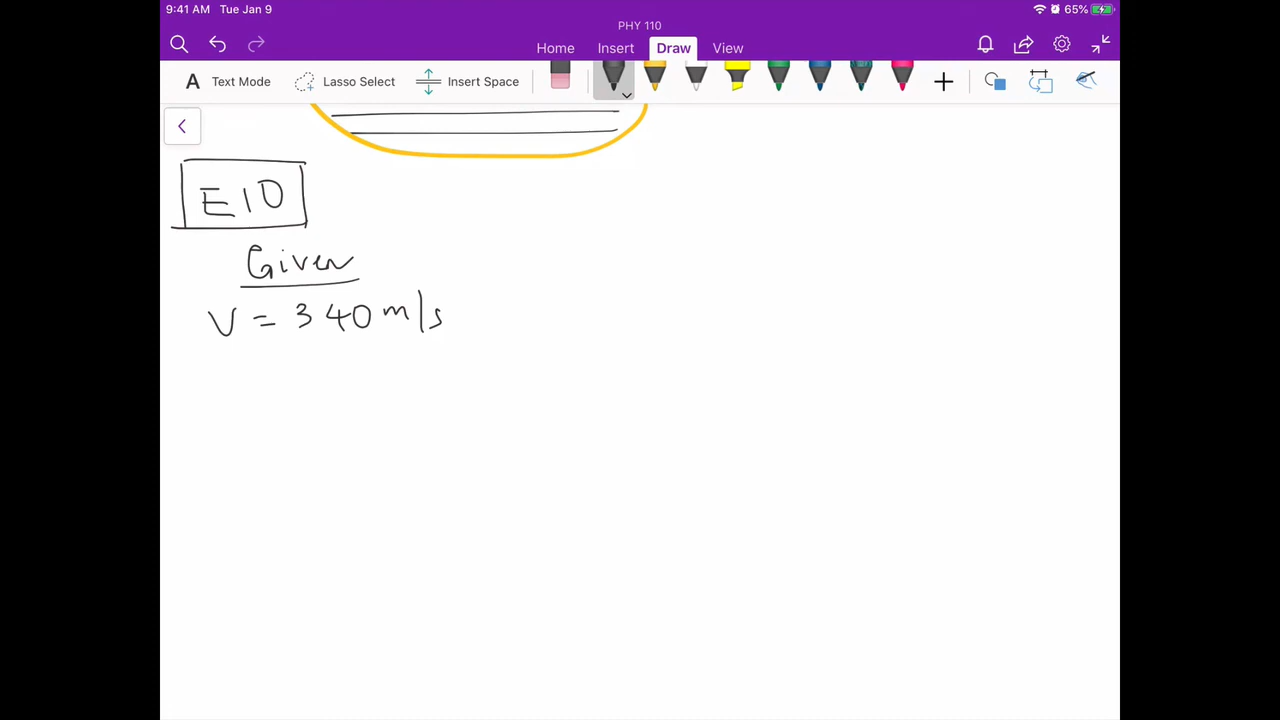 9:41 AM Tue Jan 9
65%
PHY 110
Home Insert Draw View
A Text Mode Lasso Select Insert Space
E10
Given
V = 340 m/s